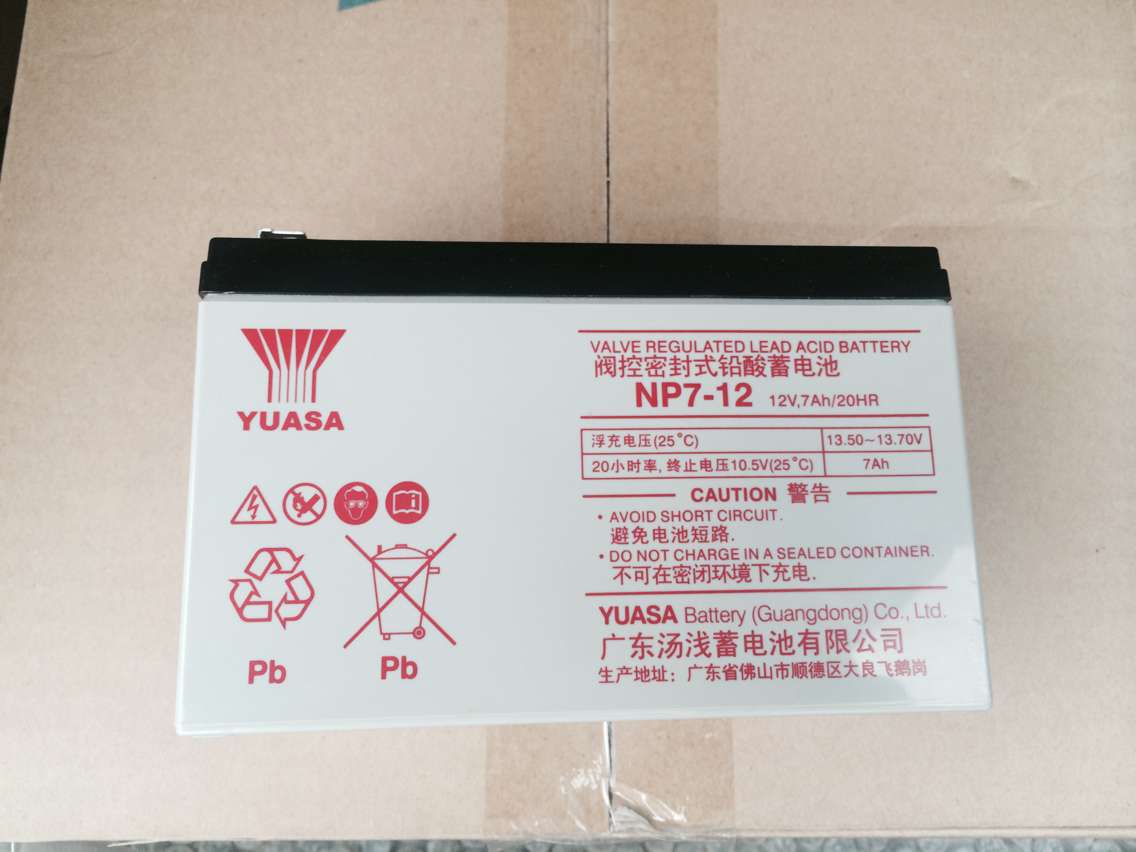 YUASA
Pb
Pb
VALVE REGULATED LEAD ACID BATTERY
阀控密封式铅酸蓄电池
NP7-12 12V,7Ah/20HR
浮充电压(25°C) 13.50~13.70V
20小时率, 终止电压10.5V(25°C) 7Ah
CAUTION 警告
• AVOID SHORT CIRCUIT.
避免电池短路.
• DO NOT CHARGE IN A SEALED CONTAINER.
不可在密闭环境下充电.
YUASA Battery (Guangdong) Co., Ltd.
广东汤浅蓄电池有限公司
生产地址：广东省佛山市顺德区大良飞鹅岗